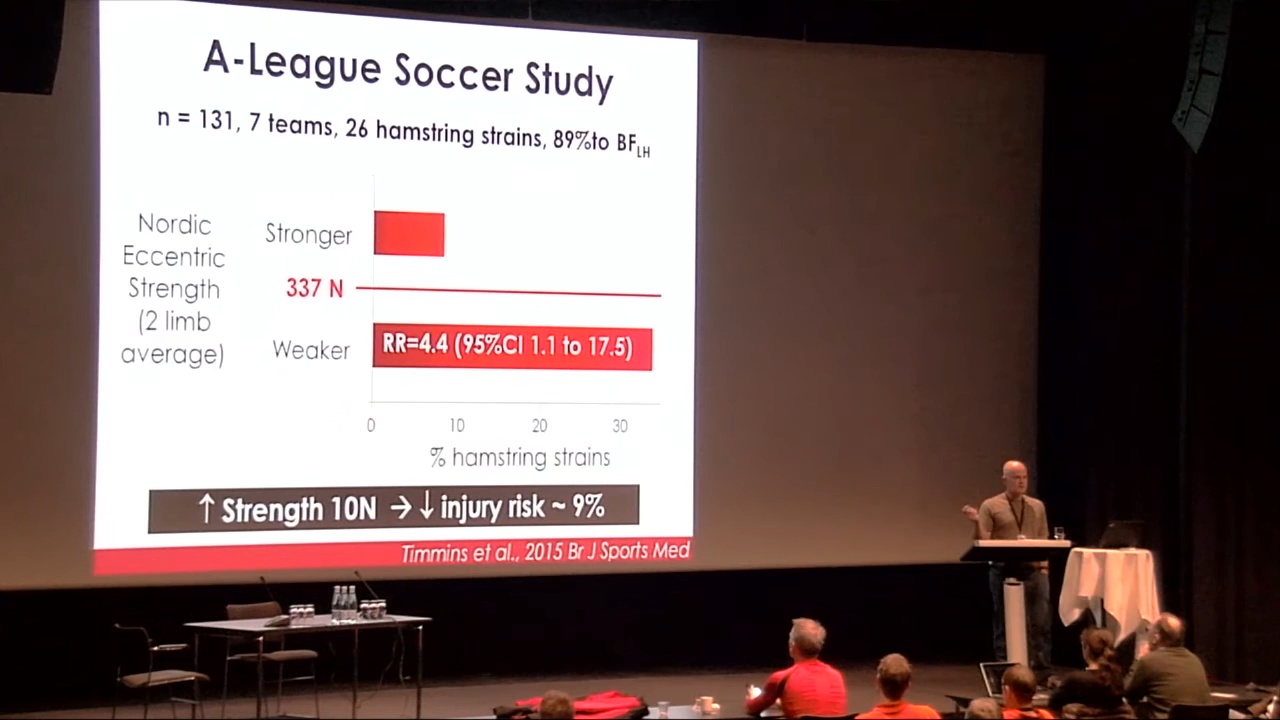 A-League Soccer Study
n = 131, 7 teams, 26 hamstring strains, 89%to BFLH
Nordic
Eccentric
Strength
(2 limb
average)
Stronger
337 N
Weaker
RR=4.4 (95%CI 1.1 to 17.5)
0 10 20 30
% hamstring strains
↑ Strength 10N → ↓ injury risk ~ 9%
Timmins et al., 2015 Br J Sports Med